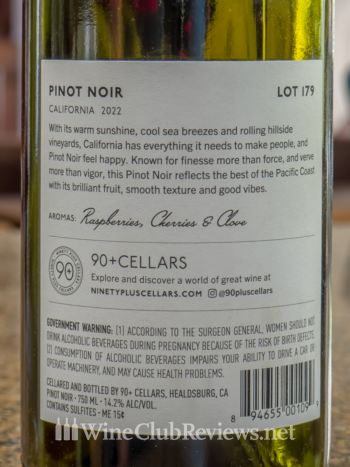 PINOT NOIR LOT 179
CALIFORNIA 2022
With its warm sunshine, cool sea breezes and rolling hillside
vineyards, California has everything it needs to make people, and
Pinot Noir feel happy. Known for finesse more than force, and verve
more than vigor, this Pinot Noir reflects the best of the Pacific Coast
with its brilliant fruit, smooth texture and good vibes.
AROMAS: Raspberries, Cherries & Clove
90+
90+CELLARS
Explore and discover a world of great wine at
NINETYPLUSCELLARS.COM @90pluscellars
GOVERNMENT WARNING: (1) ACCORDING TO THE SURGEON GENERAL, WOMEN SHOULD NOT
DRINK ALCOHOLIC BEVERAGES DURING PREGNANCY BECAUSE OF THE RISK OF BIRTH DEFECTS.
(2) CONSUMPTION OF ALCOHOLIC BEVERAGES IMPAIRS YOUR ABILITY TO DRIVE A CAR OR
OPERATE MACHINERY, AND MAY CAUSE HEALTH PROBLEMS.
CELLARED AND BOTTLED BY 90+ CELLARS, HEALDSBURG, CA
PINOT NOIR • 750 ML • 14.2% ALC/VOL.
CONTAINS SULFITES • ME 15¢
8 94655 00109 9
WineClubReviews.net